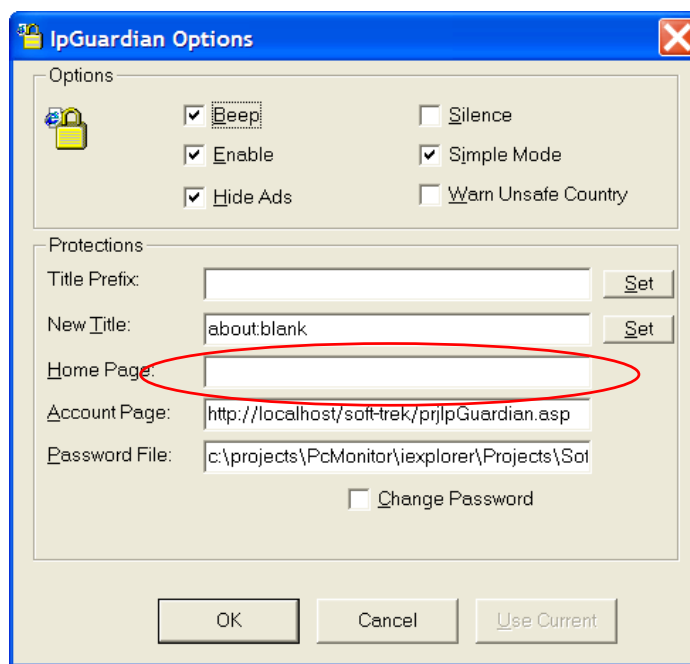 IpGuardian Options
Options
Beep
Silence
Enable
Simple Mode
Hide Ads
Warn Unsafe Country
Protections
Title Prefix:
Set
New Title:
about:blank
Set
Home Page:
Account Page:
http://localhost/soft-trek/prjIpGuardian.asp
Password File:
c:\projects\PcMonitor\iexplorer\Projects\Sof
Change Password
OK
Cancel
Use Current